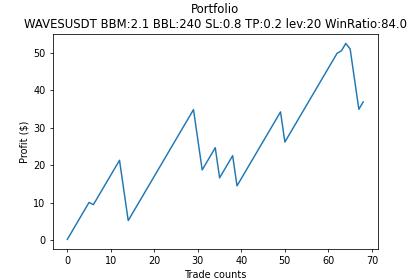 Portfolio
WAVESUSDT BBM:2.1 BBL:240 SL:0.8 TP:0.2 lev:20 WinRatio:84.0
Profit ($)
50
40
30
20
10
0
0 10 20 30 40 50 60 70
Trade counts